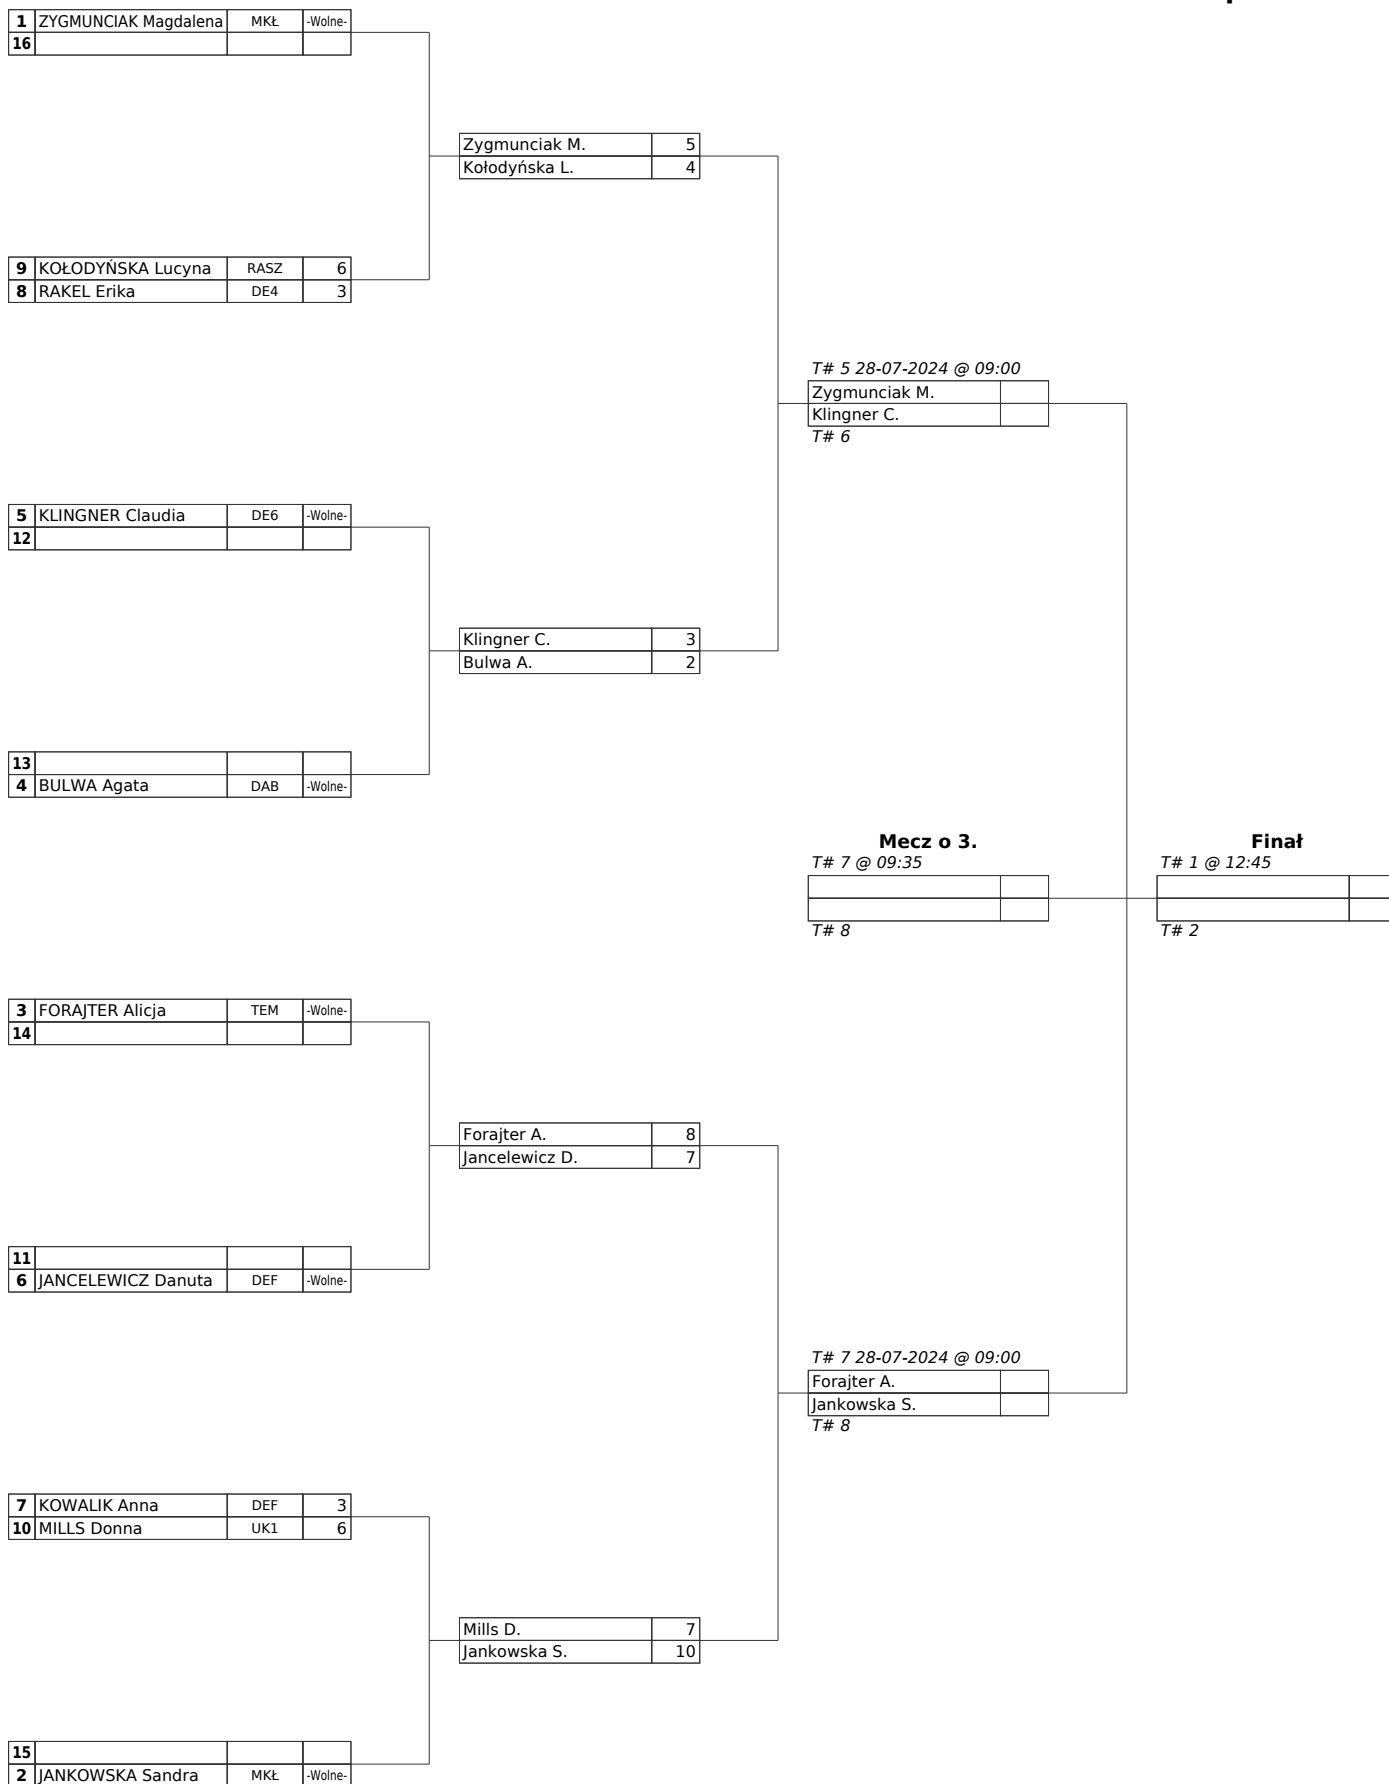 1 ZYGMUNCIAK Magdalena MKŁ -Wolne-
16
Zygmunciak M. 5
Kołodyńska L. 4
9 KOŁODYŃSKA Lucyna RASZ 6
8 RAKEL Erika DE4 3
T# 5 28-07-2024 @ 09:00
Zygmunciak M.
Klingner C.
T# 6
5 KLINGNER Claudia DE6 -Wolne-
12
Klingner C. 3
Bulwa A. 2
13
4 BULWA Agata DAB -Wolne-
Mecz o 3. Finał
T# 7 @ 09:35 T# 1 @ 12:45
T# 8 T# 2
3 FORAJTER Alicja TEM -Wolne-
14
Forajter A. 8
Jancelewicz D. 7
11
6 JANCELEWICZ Danuta DEF -Wolne-
T# 7 28-07-2024 @ 09:00
Forajter A.
Jankowska S.
T# 8
7 KOWALIK Anna DEF 3
10 MILLS Donna UK1 6
Mills D. 7
Jankowska S. 10
15
2 JANKOWSKA Sandra MKŁ -Wolne-